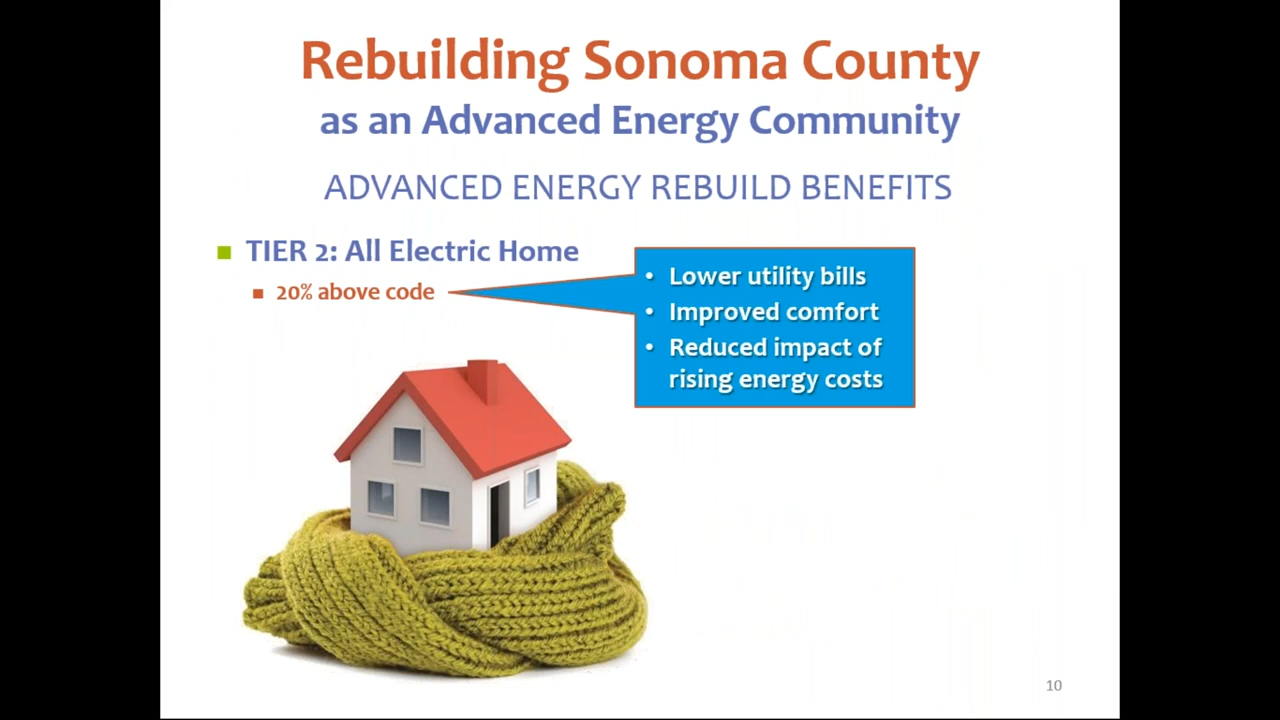 Rebuilding Sonoma County
as an Advanced Energy Community
ADVANCED ENERGY REBUILD BENEFITS
TIER 2: All Electric Home
20% above code
• Lower utility bills
• Improved comfort
• Reduced impact of
rising energy costs
10